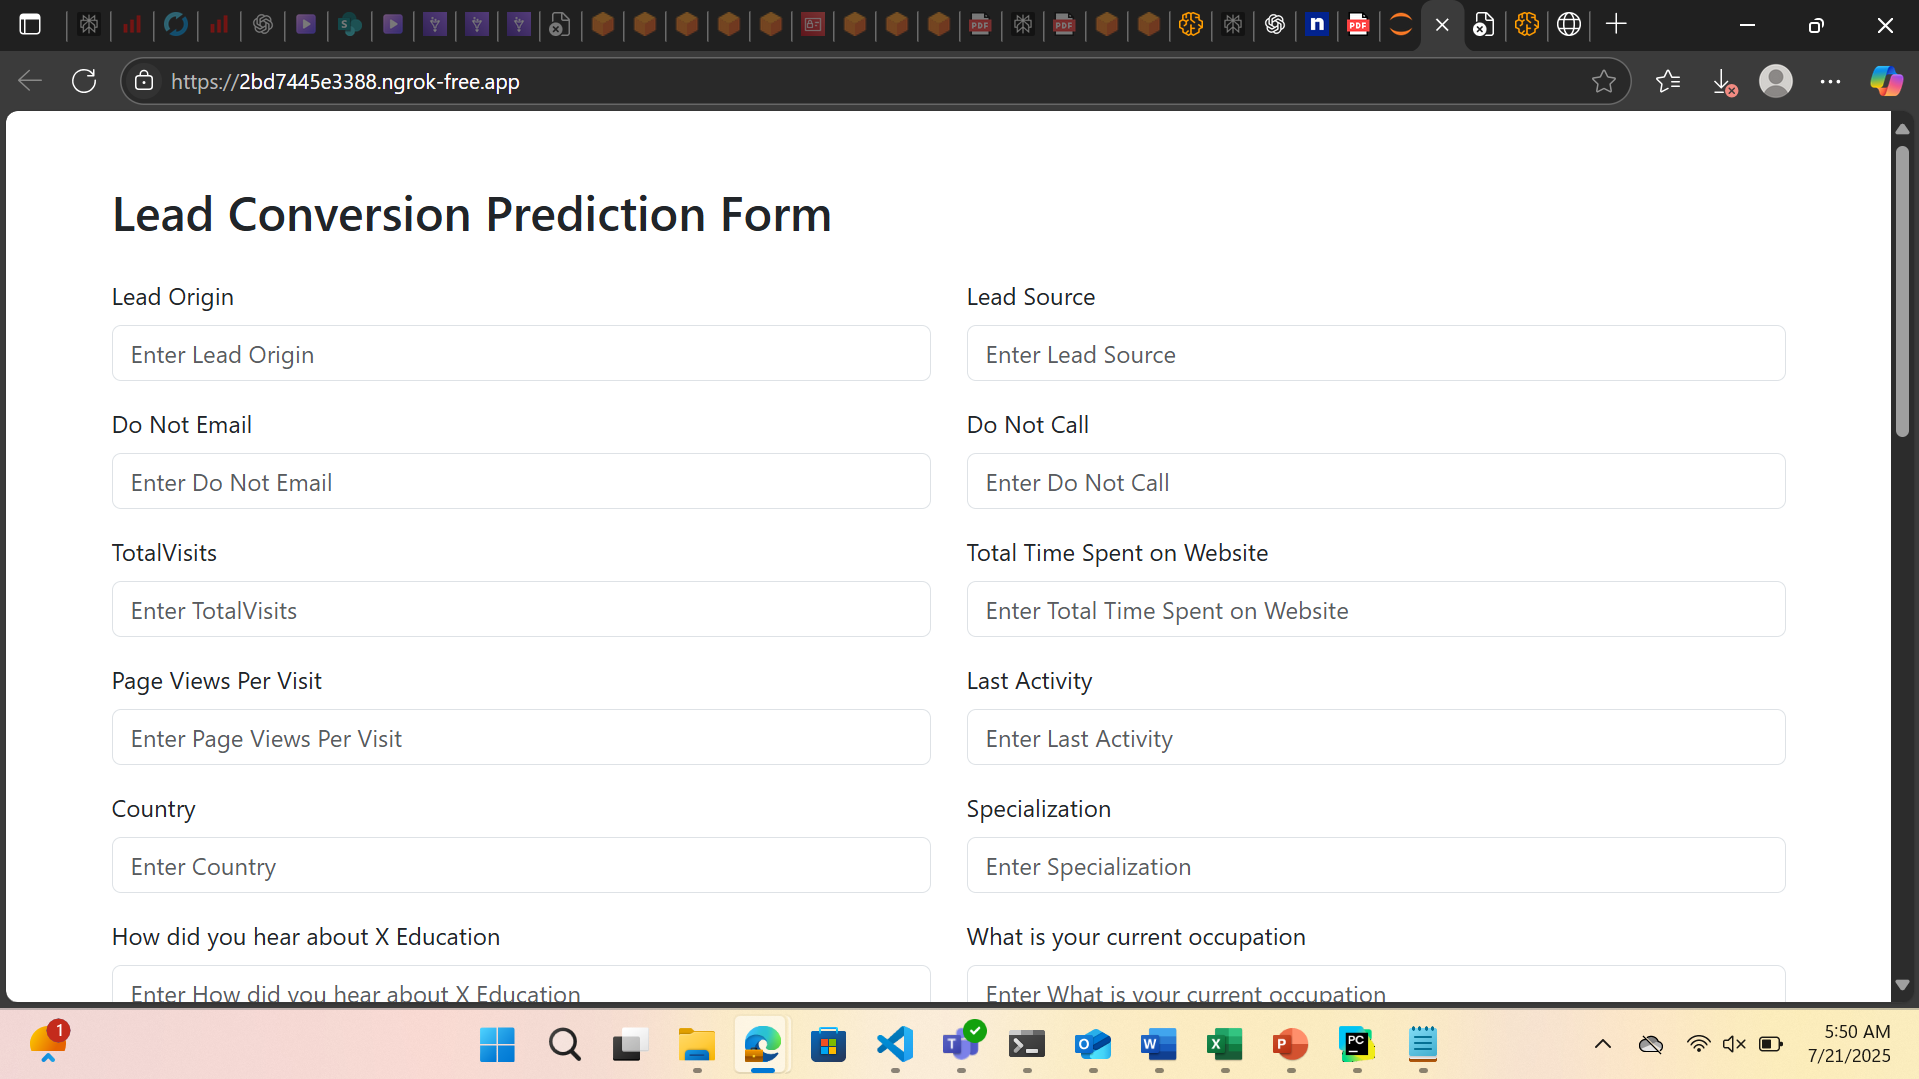 https://2bd7445e3388.ngrok-free.app
Lead Conversion Prediction Form
Lead Origin
Lead Source
Enter Lead Origin
Enter Lead Source
Do Not Email
Do Not Call
Enter Do Not Email
Enter Do Not Call
TotalVisits
Total Time Spent on Website
Enter TotalVisits
Enter Total Time Spent on Website
Page Views Per Visit
Last Activity
Enter Page Views Per Visit
Enter Last Activity
Country
Specialization
Enter Country
Enter Specialization
How did you hear about X Education
What is your current occupation
Enter How did you hear about X Education
Enter What is your current occupation
1
5:50 AM
7/21/2025